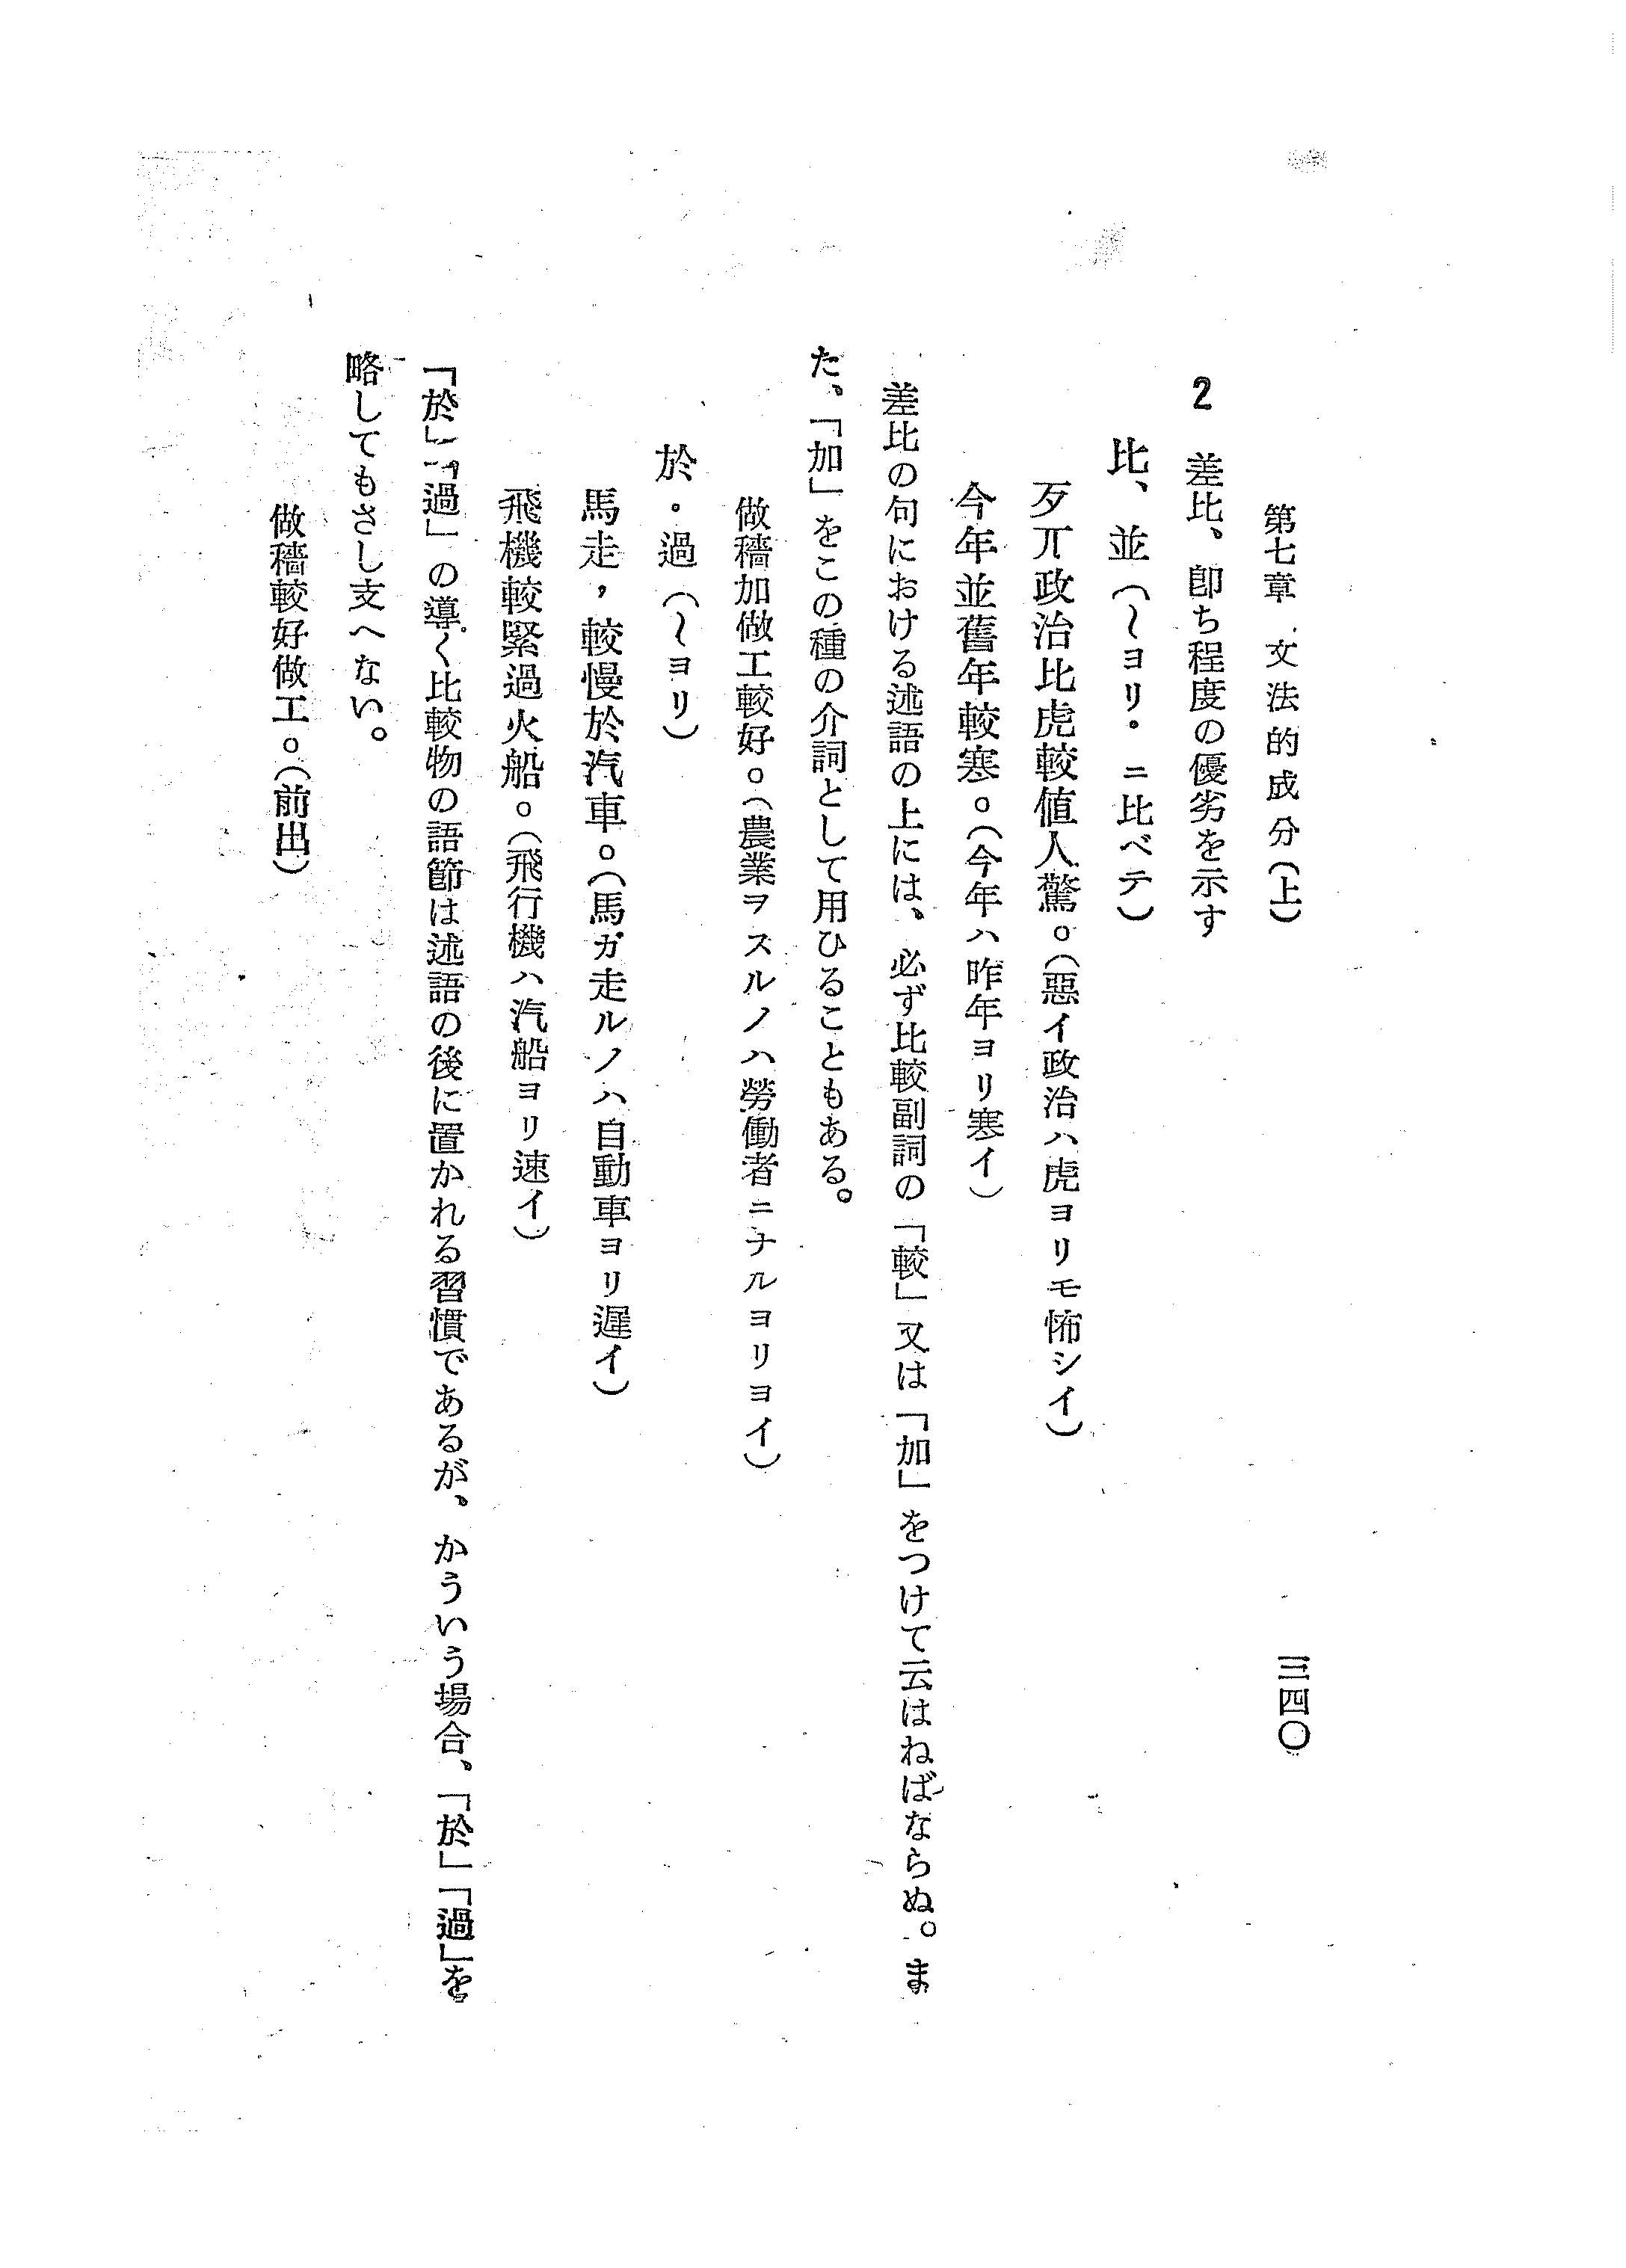 第七章 文法的成分(上)
三四〇
2 差比、卽ち程度の優劣を示す
比、並(〜ヨリ・ニ比ベテ)
歹丌政治比虎較値人驚。(惡イ政治ハ虎ヨリモ怖シイ)
今年並舊年較寒。(今年ハ昨年ヨリ寒イ)
差比の句における述語の上には、必ず比較副詞の「較」又は「加」をつけて云はねばならぬ。ま
た、「加」をこの種の介詞として用ひることもある。
做穡加做工較好。(農業ヲスルノハ勞働者ニナルヨリヨイ)
於・過(〜ヨリ)
馬走，較慢於汽車。(馬ガ走ルノハ自動車ヨリ遲イ)
飛機較緊過火船。(飛行機ハ汽船ヨリ速イ)
「於」「過」の導く比較物の語節は述語の後に置かれる習慣であるが、かういう場合、「於」「過」を
略してもさし支へない。
做穡較好做工。(前出)